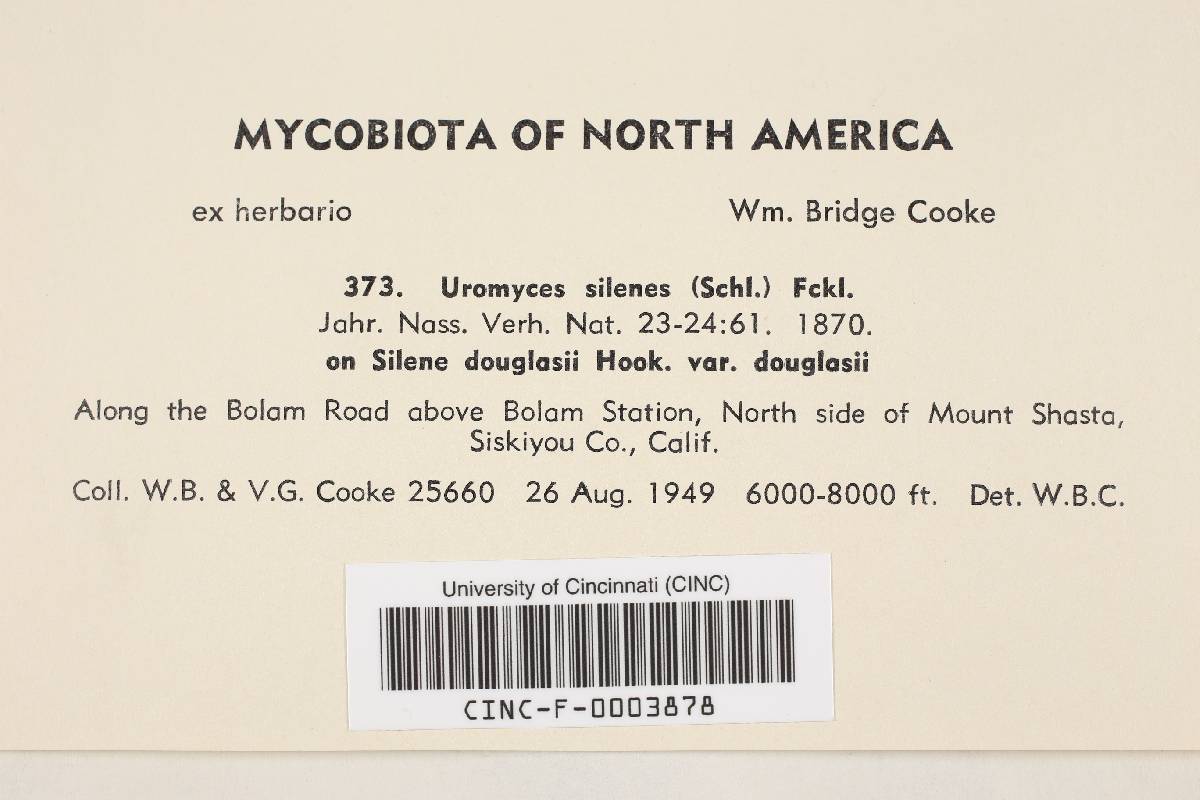 MYCOBIOTA OF NORTH AMERICA
ex herbario Wm. Bridge Cooke
373. Uromyces silenes (Schl.) Fckl.
Jahr. Nass. Verh. Nat. 23-24:61. 1870.
on Silene douglasii Hook. var. douglasii
Along the Bolam Road above Bolam Station, North side of Mount Shasta,
Siskiyou Co., Calif.
Coll. W.B. & V.G. Cooke 25660 26 Aug. 1949 6000-8000 ft. Det. W.B.C.
University of Cincinnati (CINC)
CINC-F-0003878